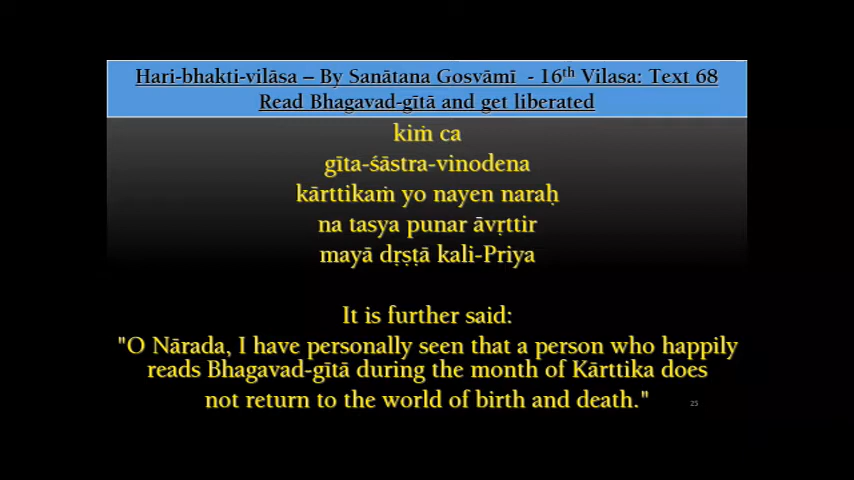 Hari-bhakti-vilāsa – By Sanātana Gosvāmī - 16th Vilasa: Text 68
Read Bhagavad-gītā and get liberated
kiṁ ca
gīta-śāstra-vinodena
kārttikaṁ yo nayen naraḥ
na tasya punar āvṛttir
mayā dṛṣṭā kali-Priya
It is further said:
"O Nārada, I have personally seen that a person who happily
reads Bhagavad-gītā during the month of Kārttika does
not return to the world of birth and death."
25